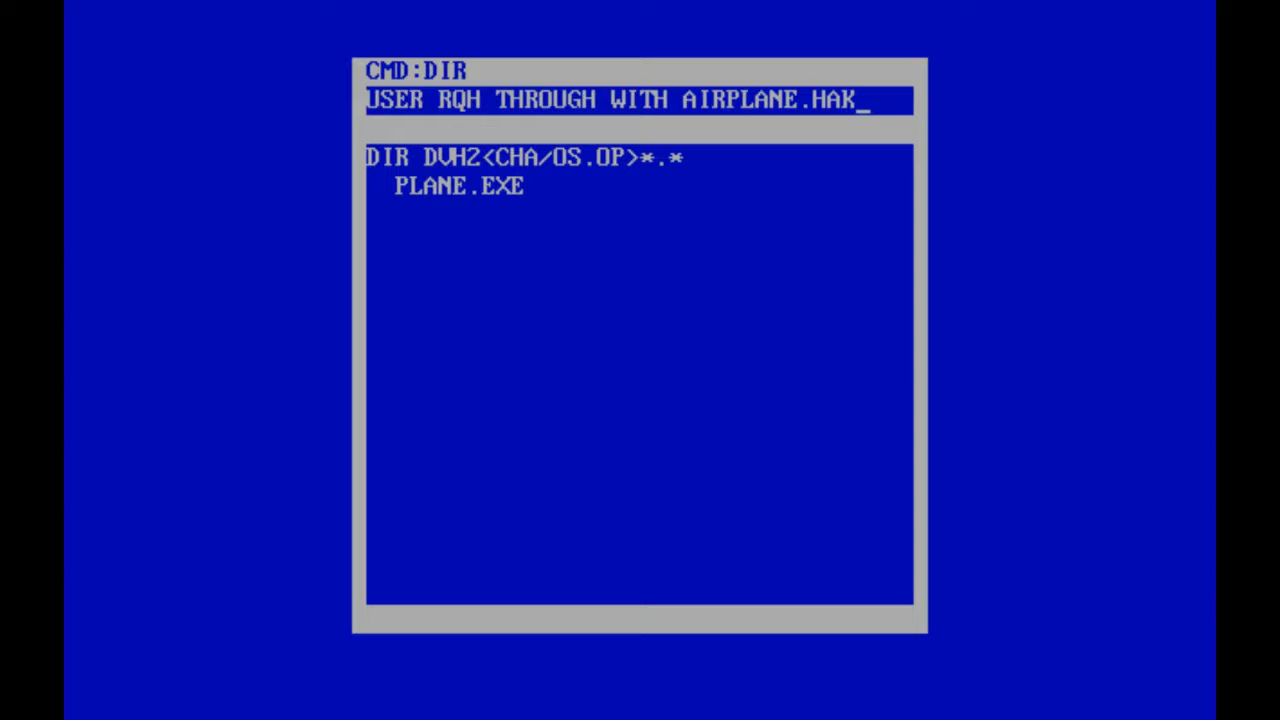 CMD:DIR
USER RQH THROUGH WITH AIRPLANE.HAK_
DIR DVH2<CHA/OS.OP>*.*
PLANE.EXE